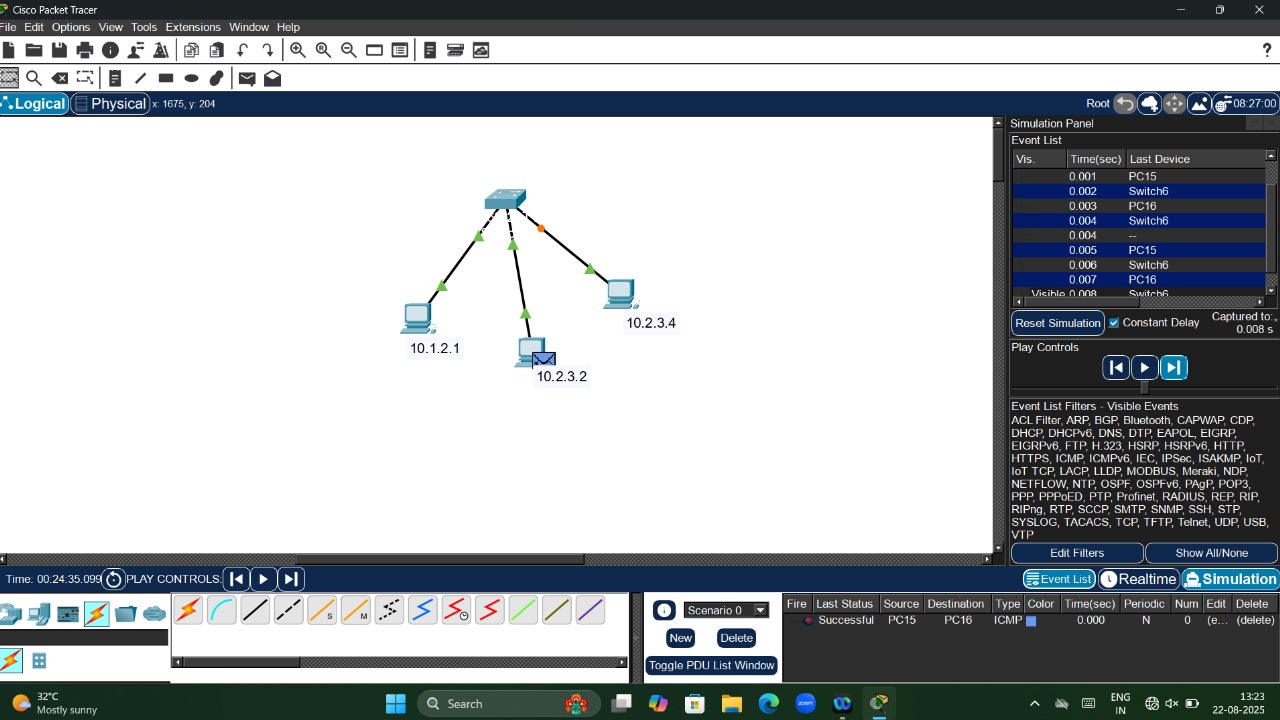 Cisco Packet Tracer
File Edit Options View Tools Extensions Window Help
Logical Physical x: 1675, y: 204
Root 08:27:00
10.1.2.1
10.2.3.2
10.2.3.4
Simulation Panel
Event List
Vis. Time(sec) Last Device
0.001 PC15
0.002 Switch6
0.003 PC16
0.004 Switch6
0.004 --
0.005 PC15
0.006 Switch6
0.007 PC16
Visible 0.008 Switch6
Reset Simulation Constant Delay Captured to:
0.008 s
Play Controls
Event List Filters - Visible Events
ACL Filter, ARP, BGP, Bluetooth, CAPWAP, CDP,
DHCP, DHCPv6, DNS, DTP, EAPOL, EIGRP,
EIGRPv6, FTP, H.323, HSRP, HSRPv6, HTTP,
HTTPS, ICMP, ICMPv6, IEC, IPSec, ISAKMP, IoT,
IoT TCP, LACP, LLDP, MODBUS, Meraki, NDP,
NETFLOW, NTP, OSPF, OSPFv6, PAgP, POP3,
PPP, PPPoED, PTP, Profinet, RADIUS, REP, RIP,
RIPng, RTP, SCCP, SMTP, SNMP, SSH, STP,
SYSLOG, TACACS, TCP, TFTP, Telnet, UDP, USB,
VTP
Edit Filters Show All/None
Time: 00:24:35.099 PLAY CONTROLS:
Event List Realtime Simulation
S M
Scenario 0
New Delete
Toggle PDU List Window
Fire Last Status Source Destination Type Color Time(sec) Periodic Num Edit Delete
Successful PC15 PC16 ICMP 0.000 N 0 (e... (delete)
32°C
Mostly sunny
Search
zoom
ENG
IN
13:23
22-08-2025